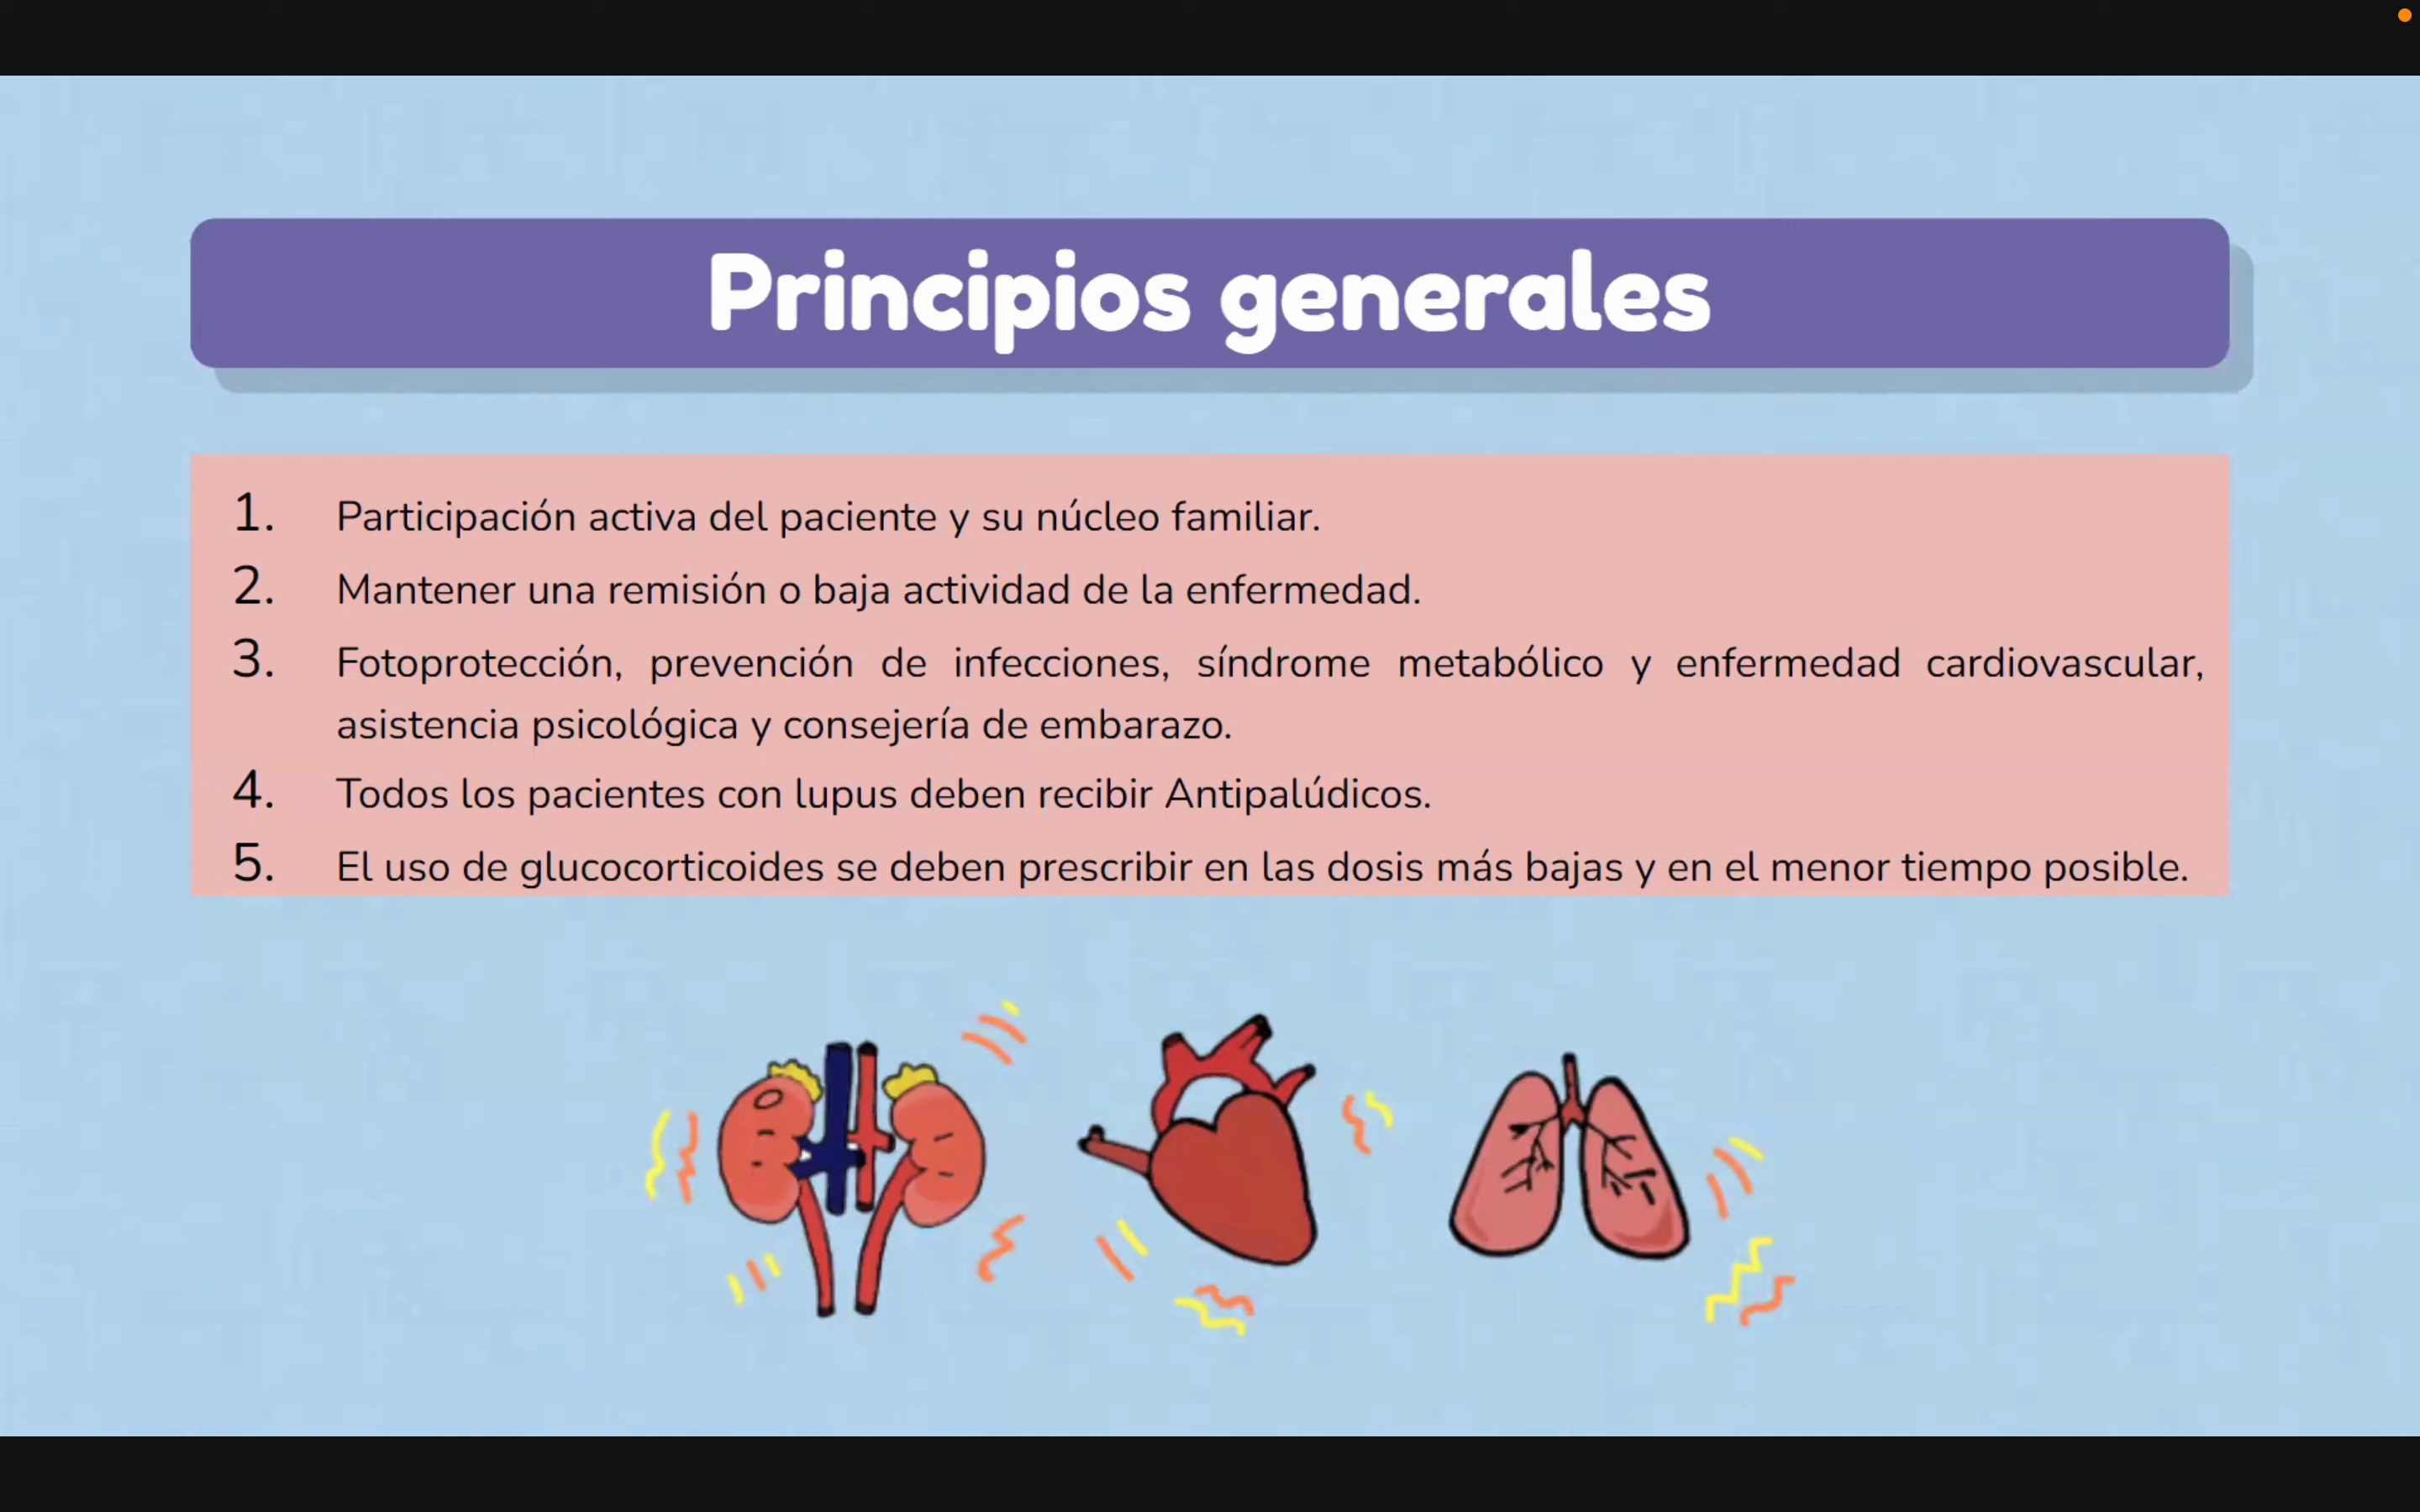 Principios generales
1. Participación activa del paciente y su núcleo familiar.
2. Mantener una remisión o baja actividad de la enfermedad.
3. Fotoprotección, prevención de infecciones, síndrome metabólico y enfermedad cardiovascular,
asistencia psicológica y consejería de embarazo.
4. Todos los pacientes con lupus deben recibir Antipalúdicos.
5. El uso de glucocorticoides se deben prescribir en las dosis más bajas y en el menor tiempo posible.